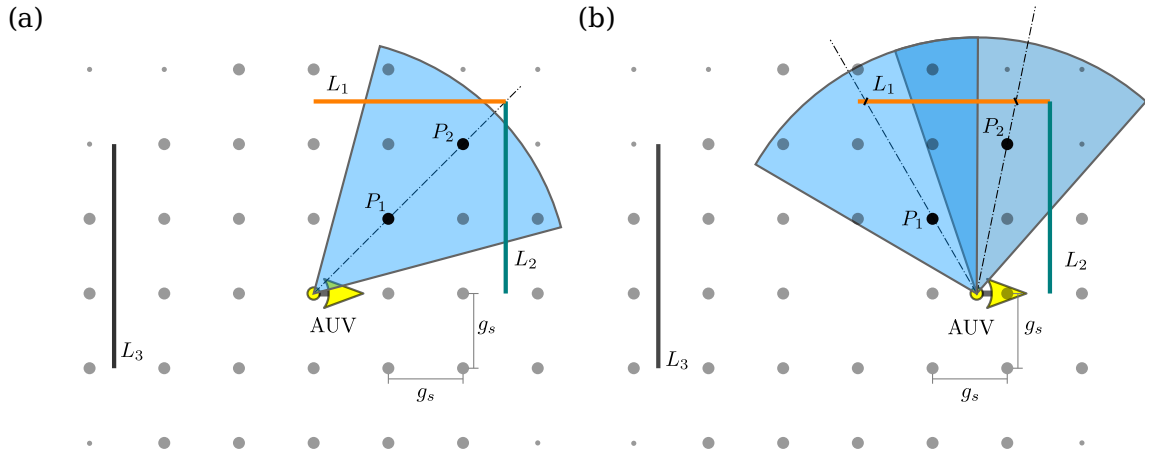 (a)
L₁
P₂
P₁
L₂
AUV
gₛ
L₃
gₛ
(b)
L₁
P₂
P₁
L₂
AUV
gₛ
L₃
gₛ